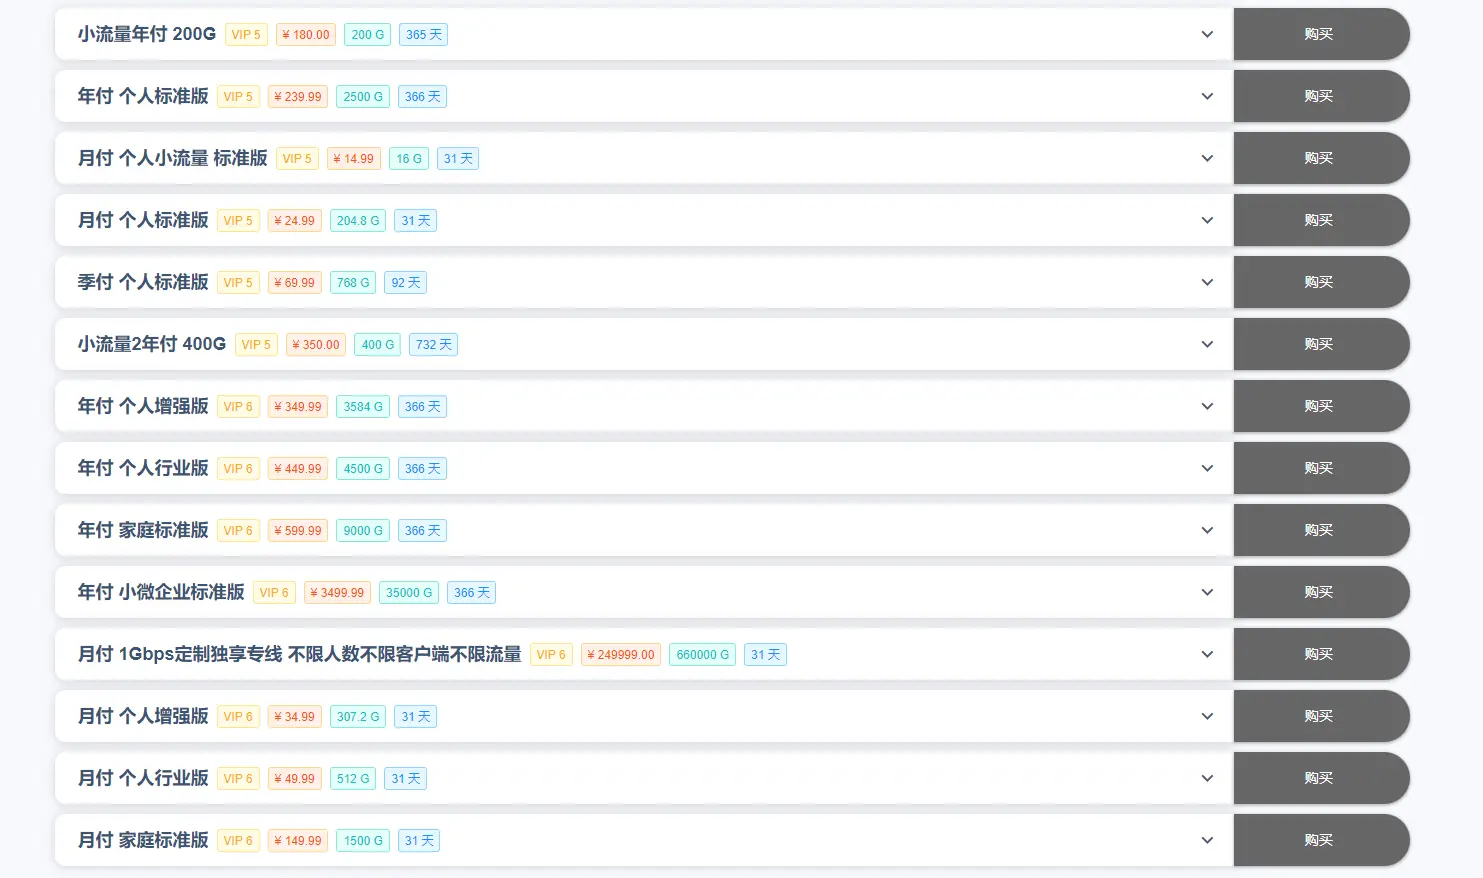 小流量年付 200G VIP 5 ¥ 180.00 200 G 365 天 购买
年付 个人标准版 VIP 5 ¥ 239.99 2500 G 366 天 购买
月付 个人小流量 标准版 VIP 5 ¥ 14.99 16 G 31 天 购买
月付 个人标准版 VIP 5 ¥ 24.99 204.8 G 31 天 购买
季付 个人标准版 VIP 5 ¥ 69.99 768 G 92 天 购买
小流量2年付 400G VIP 5 ¥ 350.00 400 G 732 天 购买
年付 个人增强版 VIP 6 ¥ 349.99 3584 G 366 天 购买
年付 个人行业版 VIP 6 ¥ 449.99 4500 G 366 天 购买
年付 家庭标准版 VIP 6 ¥ 599.99 9000 G 366 天 购买
年付 小微企业标准版 VIP 6 ¥ 3499.99 35000 G 366 天 购买
月付 1Gbps定制独享专线 不限人数不限客户端不限流量 VIP 6 ¥ 249999.00 660000 G 31 天 购买
月付 个人增强版 VIP 6 ¥ 34.99 307.2 G 31 天 购买
月付 个人行业版 VIP 6 ¥ 49.99 512 G 31 天 购买
月付 家庭标准版 VIP 6 ¥ 149.99 1500 G 31 天 购买